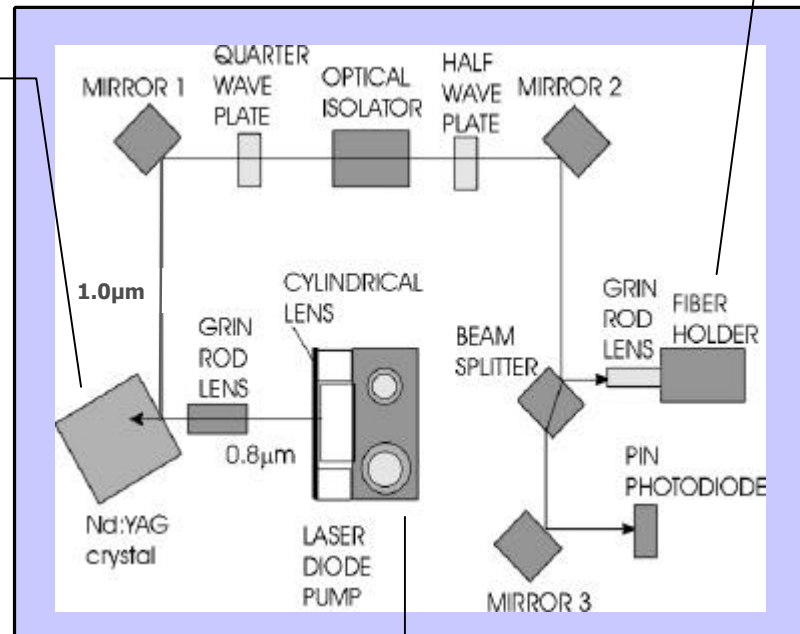 MIRROR 1
QUARTER
WAVE
PLATE
OPTICAL
ISOLATOR
HALF
WAVE
PLATE
MIRROR 2
1.0µm
GRIN
ROD
LENS
0.8µm
CYLINDRICAL
LENS
BEAM
SPLITTER
GRIN
ROD
LENS
FIBER
HOLDER
Nd:YAG
crystal
LASER
DIODE
PUMP
PIN
PHOTODIODE
MIRROR 3